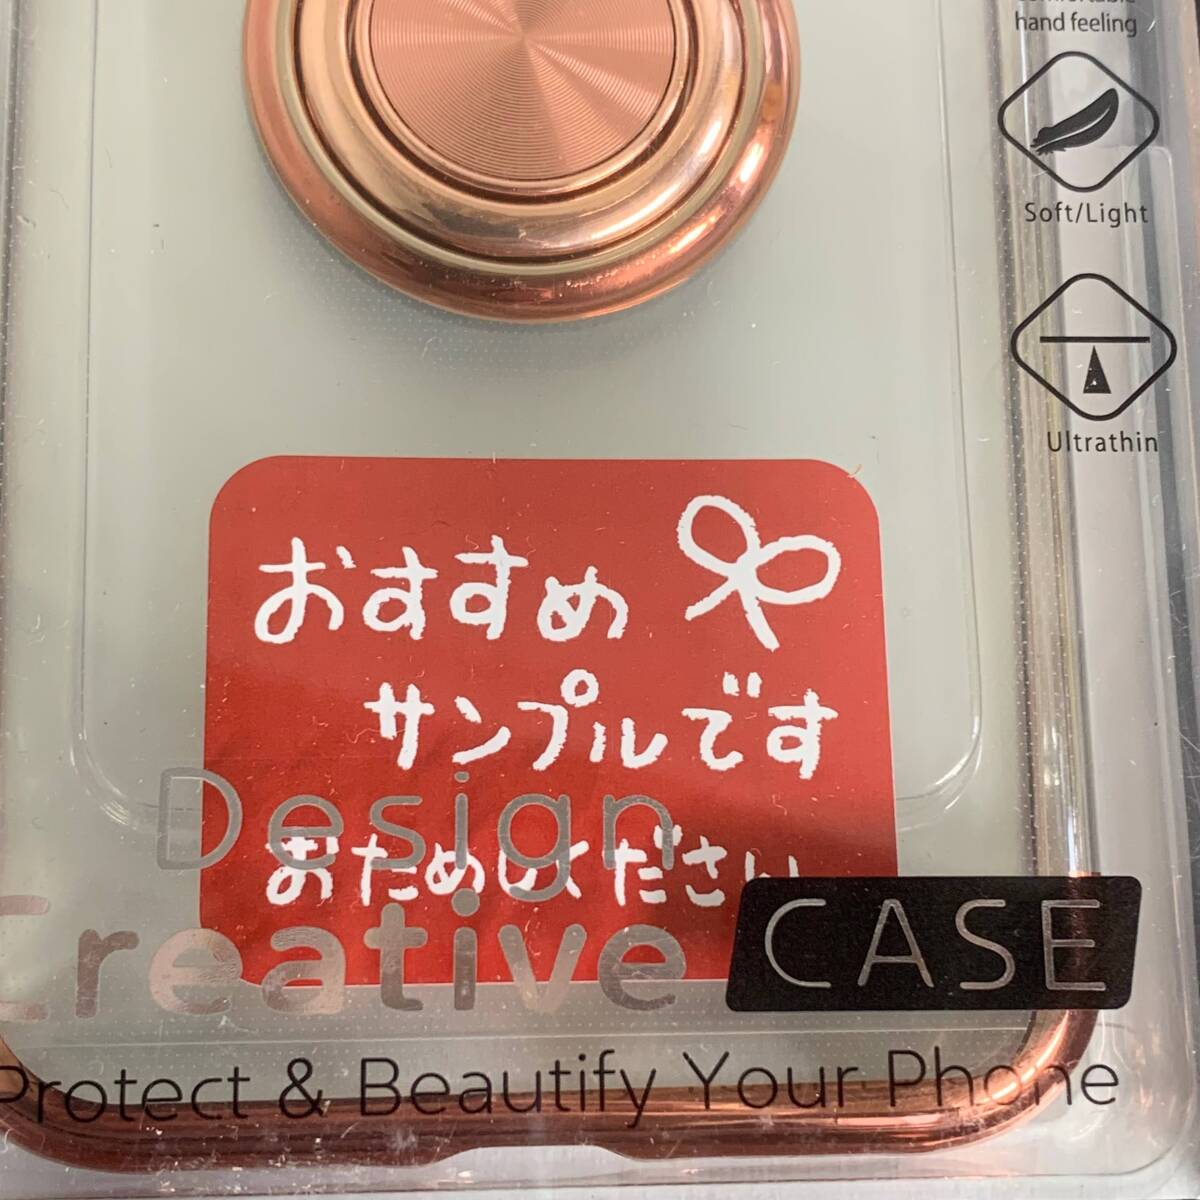 hand feeling
Soft/Light
Ultrathin
おすすめ
サンプルです
おためしください
Design
Creative CASE
Protect & Beautify Your Phone